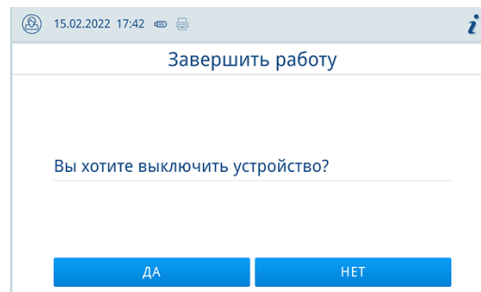 15.02.2022 17:42
i
Завершить работу
Вы хотите выключить устройство?
ДА
НЕТ